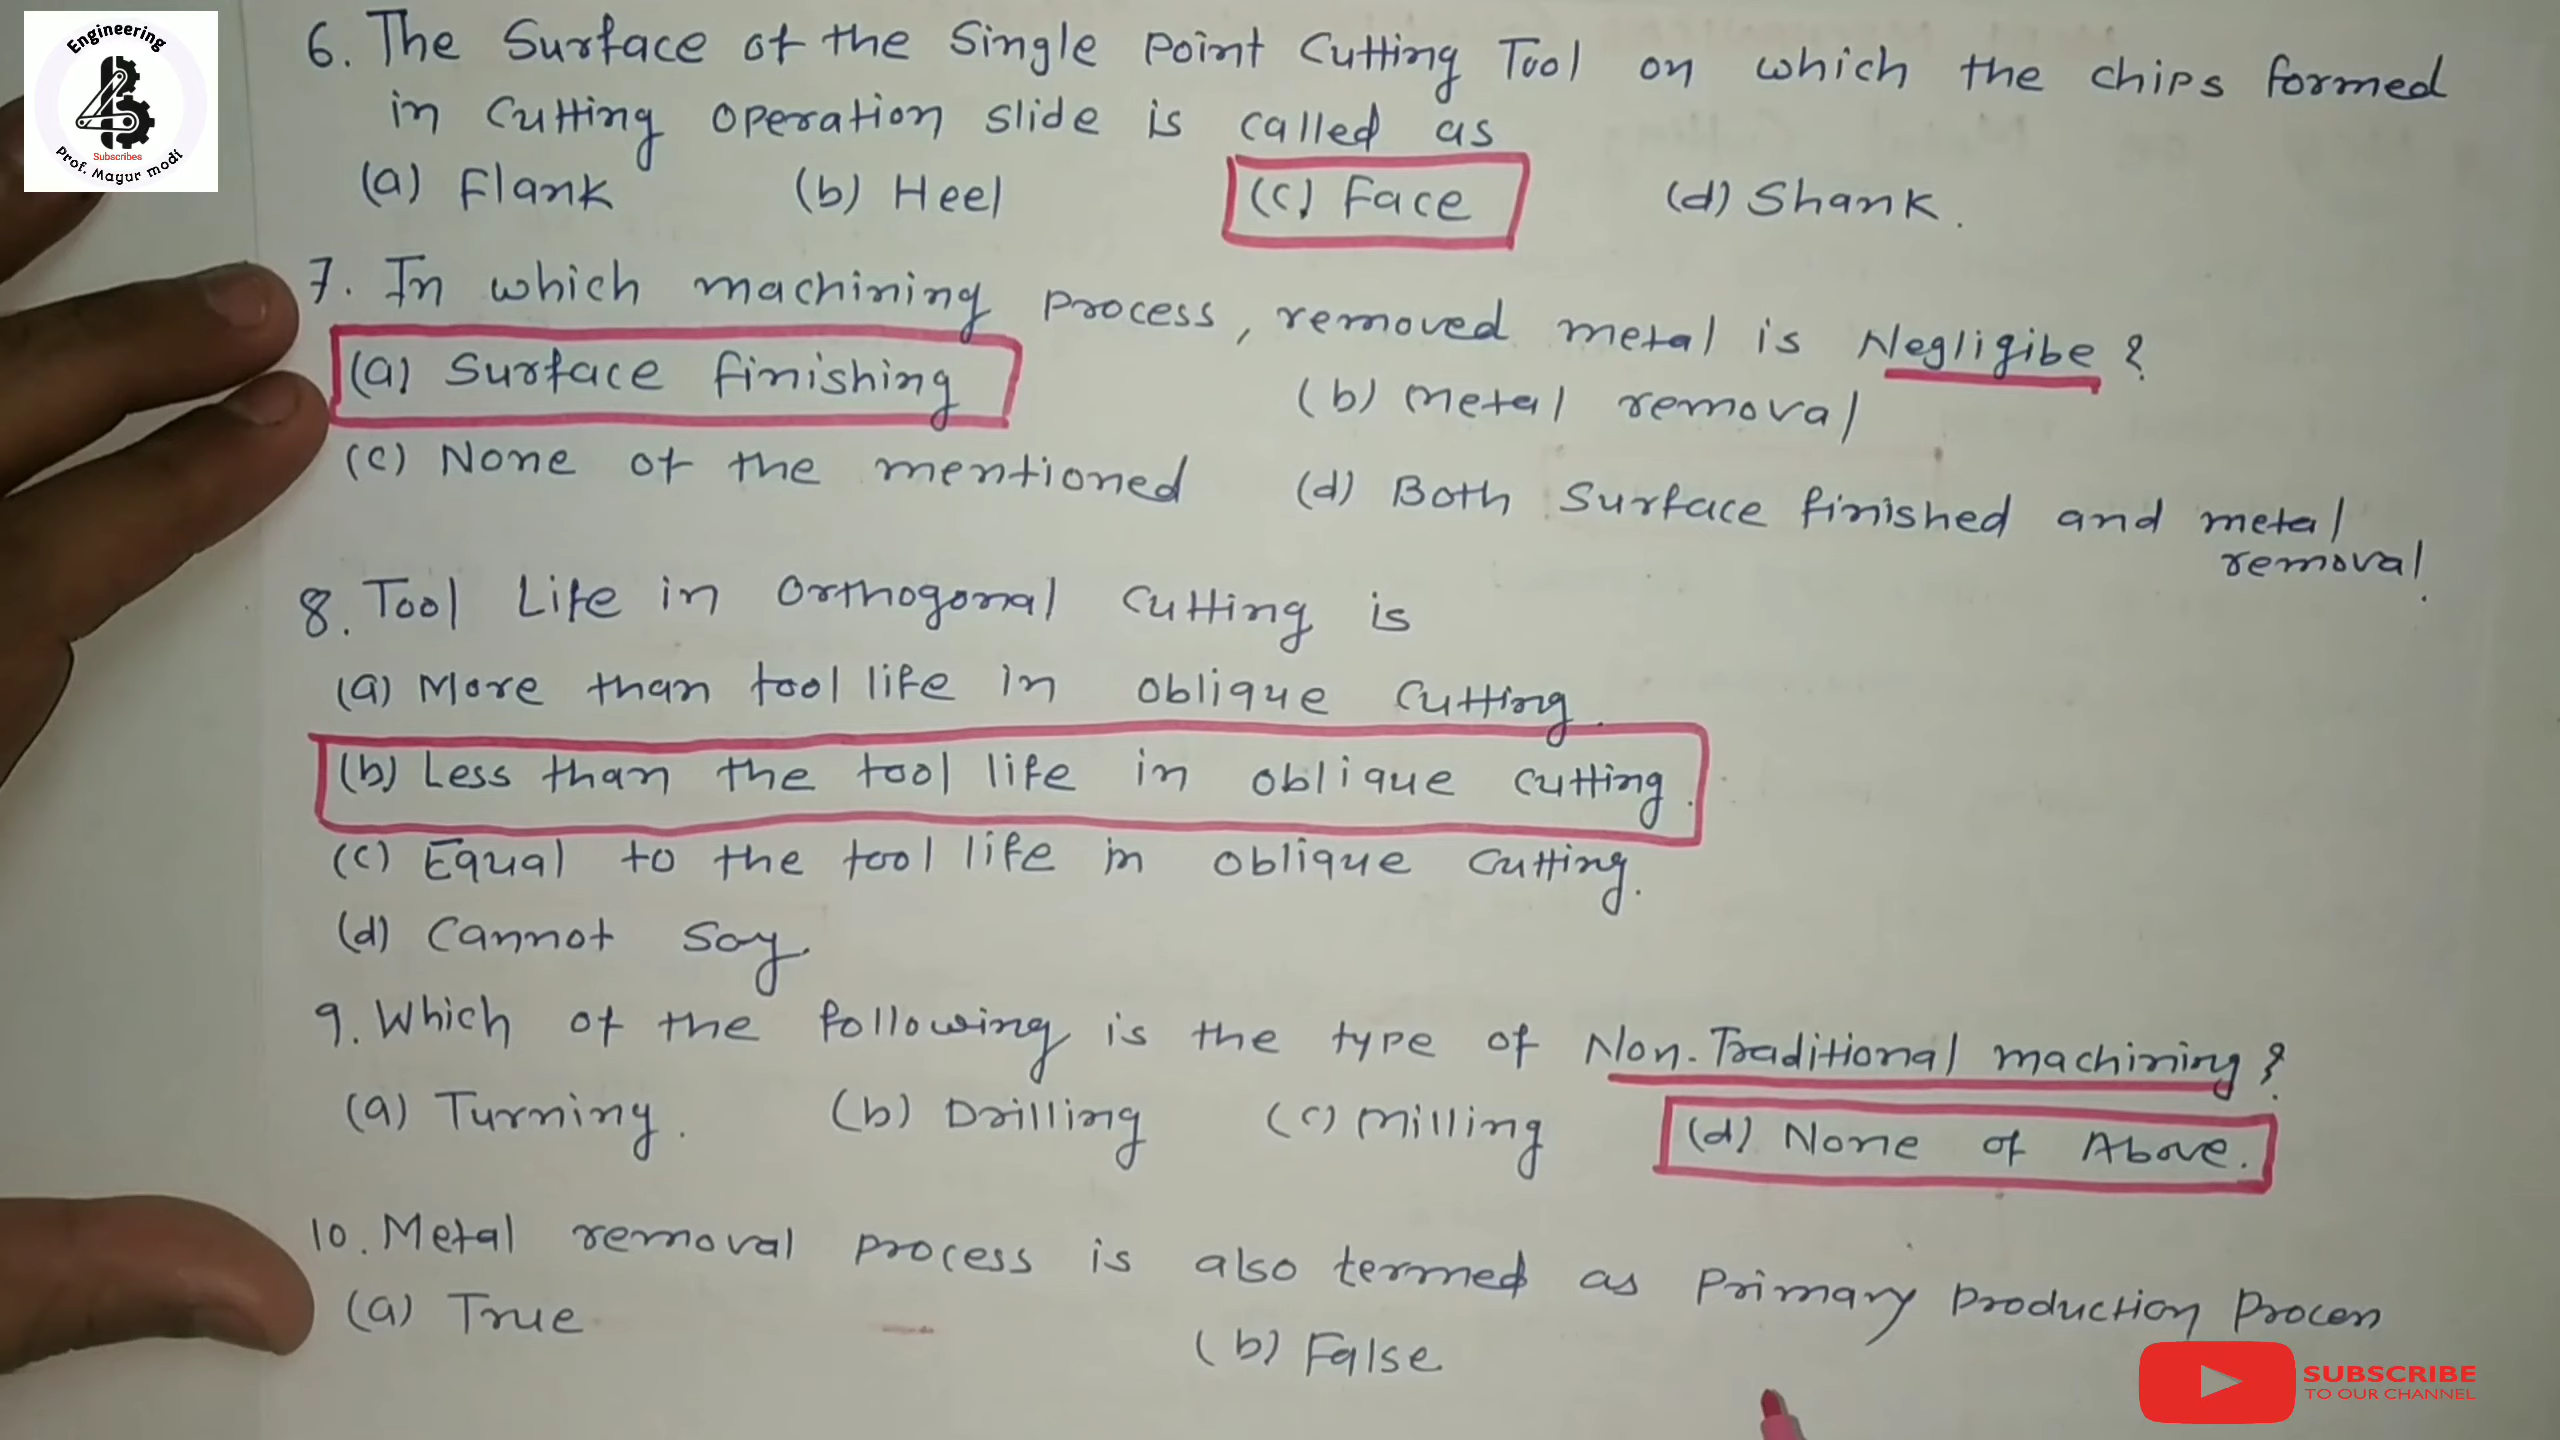 Engineering
Subscribes
Prof. Mayur modi
6. The Surface of the Single Point Cutting Tool on which the chips formed
in cutting operation slide is called as
(a) Flank (b) Heel (c) Face (d) Shank.
7. In which machining process, removed metal is Negligibe ?
(a) Surface finishing (b) metal removal
(c) None of the mentioned (d) Both Surface finished and metal
removal.
8. Tool Life in Orthogonal Cutting is
(a) More than tool life in oblique cutting.
(b) Less than the tool life in oblique cutting.
(c) Equal to the tool life in oblique cutting.
(d) Cannot Say.
9. Which of the following is the type of Non-Traditional machining?
(a) Turning. (b) Drilling (c) milling (d) None of Above.
10. Metal removal process is also termed as Primary Production Process
(a) True (b) False
SUBSCRIBE
TO OUR CHANNEL